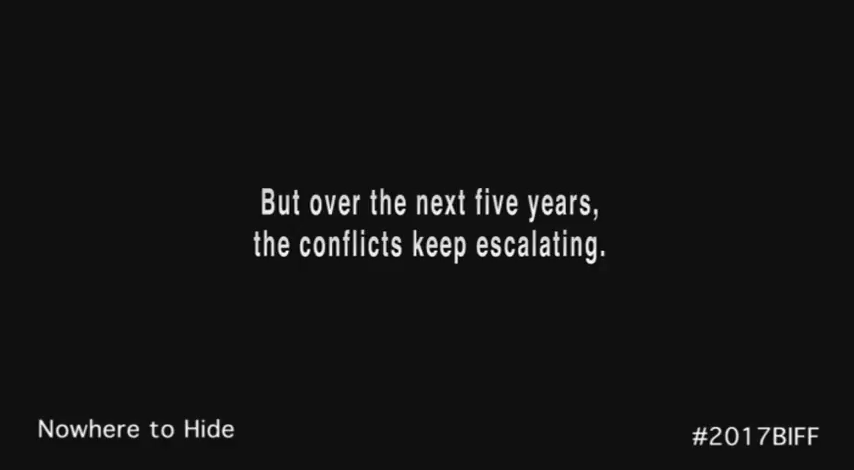 But over the next five years,
the conflicts keep escalating.
Nowhere to Hide
#2017BIFF